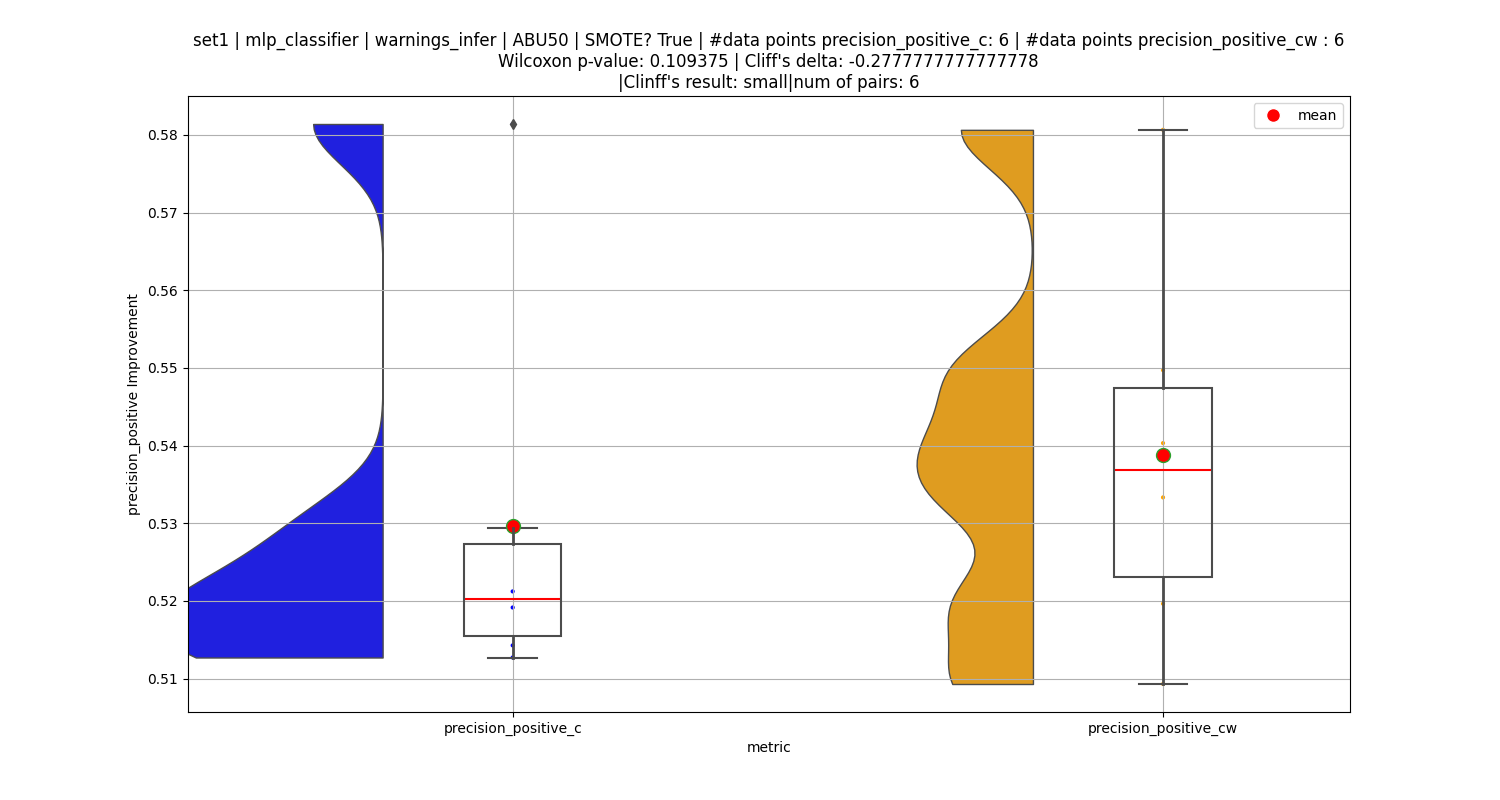 set1 | mlp_classifier | warnings_infer | ABU50 | SMOTE? True | #data points precision_positive_c: 6 | #data points precision_positive_cw : 6
Wilcoxon p-value: 0.109375 | Cliff's delta: -0.2777777777777778
|Clinff's result: small|num of pairs: 6
mean
0.58
0.57
0.56
0.55
0.54
0.53
0.52
0.51
precision_positive Improvement
precision_positive_c
precision_positive_cw
metric